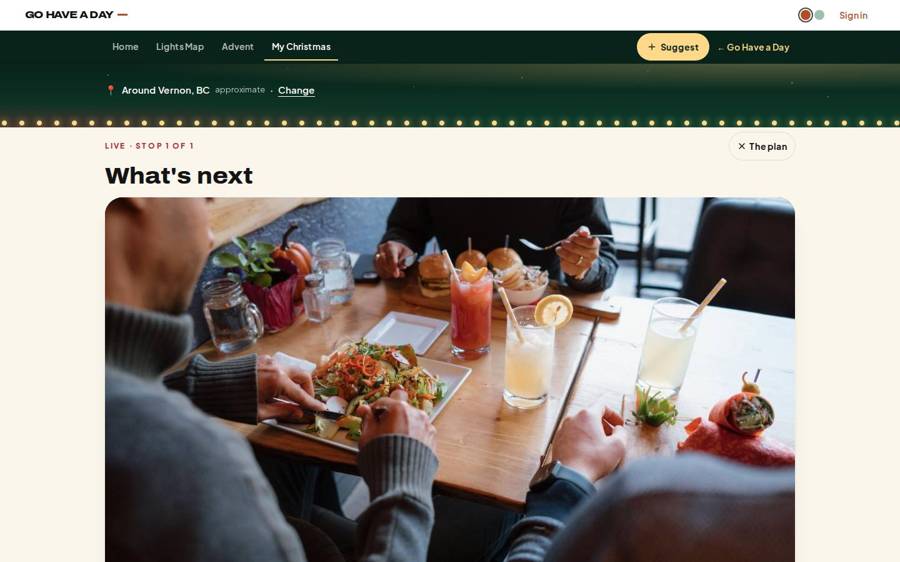 GO HAVE A DAY
Sign in
Home Lights Map Advent My Christmas + Suggest ← Go Have a Day
Around Vernon, BC approximate · Change
LIVE · STOP 1 OF 1
× The plan
What's next